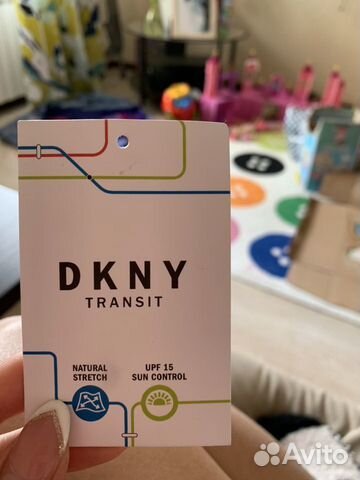 DKNY
TRANSIT
NATURAL
STRETCH
UPF 15
SUN CONTROL
Avito